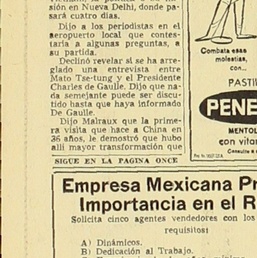 sión en Nueva Delhi, donde pa-
sará cuatro días.
Dijo a los periodistas en el
aeropuerto local que contes-
taría a algunas preguntas, a
su partida.
Declinó revelar si se ha arre-
glado una entrevista entre
Mato Tse-tung y el Presidente
Charles de Gaulle. Dijo que na-
da semejante puede ser discu-
tido hasta que haya informado
De Gaulle.
Dijo Malraux que la prime-
ra visita que hace a China en
36 años, le demostró que hubo
allí mayor transformación que
SIGUE EN LA PAGINA ONCE
Combata esas
molestias,
con...
PASTI
PENE
MENTOL
con vitam
Empresa Mexicana Pr
Importancia en el R
Solicita cinco agentes vendedores con los
requisitos:
A) Dinámicos.
B) Dedicación al Trabajo.